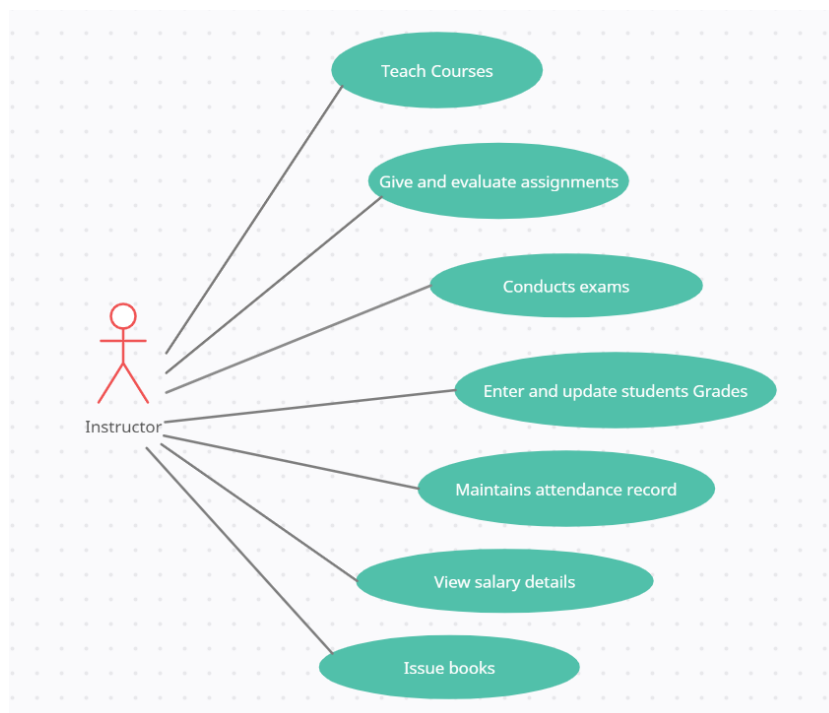 Teach Courses
Give and evaluate assignments
Conducts exams
Enter and update students Grades
Instructor
Maintains attendance record
View salary details
Issue books